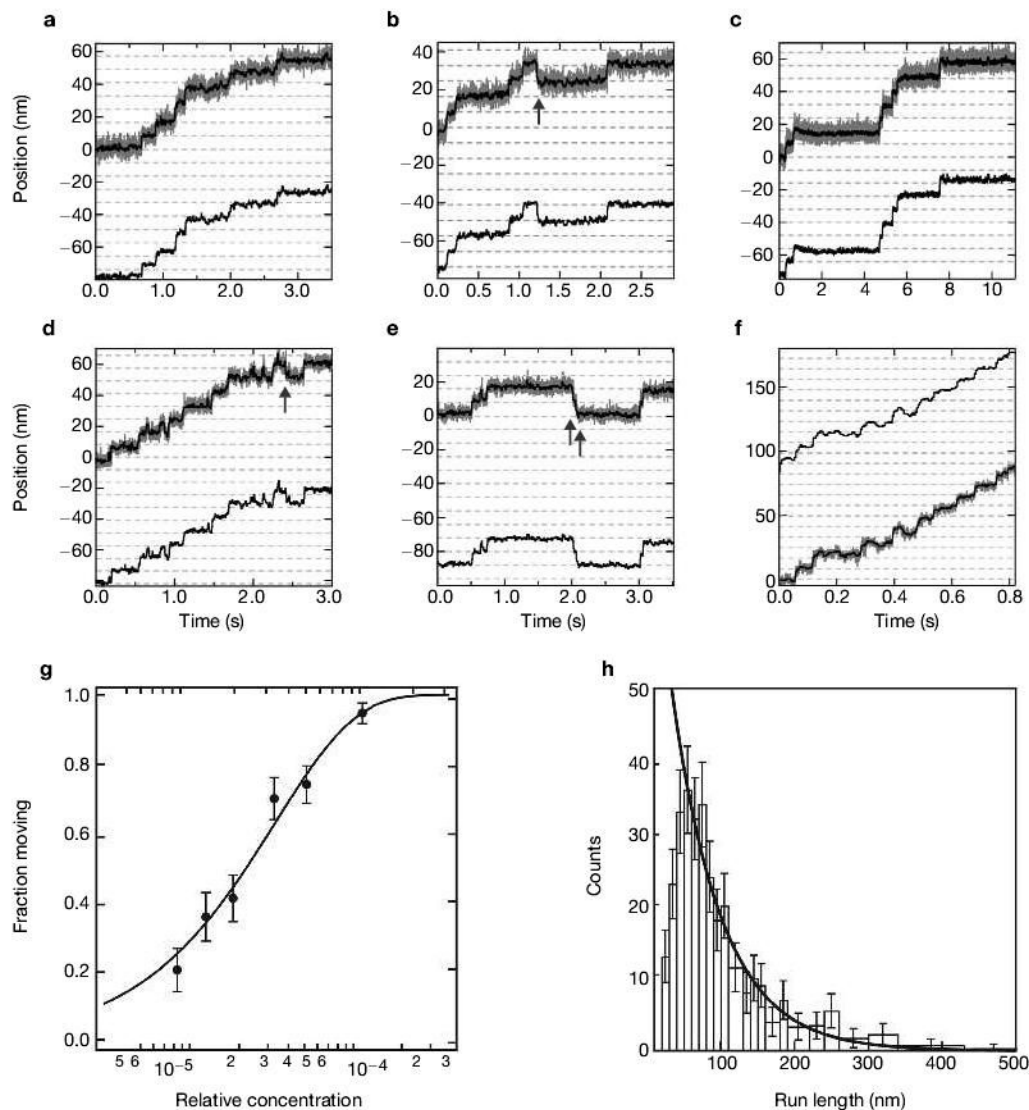 a
b
c
Position (nm)
60
40
20
0
−20
−40
−60
0.0 1.0 2.0 3.0
40
20
0
−20
−40
−60
0.0 0.5 1.0 1.5 2.0 2.5
60
40
20
0
−20
−40
−60
0 2 4 6 8 10
d
e
f
Position (nm)
60
40
20
0
−20
−40
−60
0.0 1.0 2.0 3.0
Time (s)
40
0
−40
−80
0.0 1.0 2.0 3.0
Time (s)
150
100
50
0
0.0 0.2 0.4 0.6 0.8
Time (s)
g
Fraction moving
1.0
0.8
0.6
0.4
0.2
0.0
5 6 10⁻⁵ 2 3 4 5 6 10⁻⁴ 2 3
Relative concentration
h
Counts
50
40
30
20
10
0
100 200 300 400 500
Run length (nm)